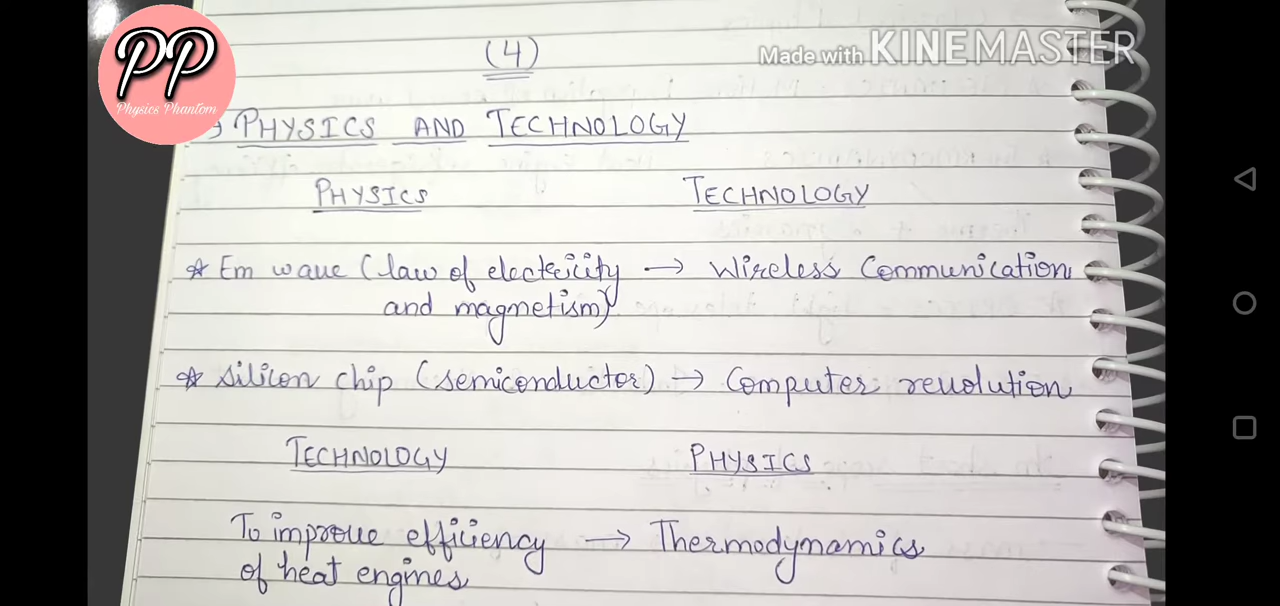 PP
Physics Phantom
Made with KINEMASTER
(4)
→ PHYSICS AND TECHNOLOGY
PHYSICS TECHNOLOGY
* Em wave (law of electricity → Wireless Communication
and magnetism)
* Silicon chip (semiconductor) → Computer revolution
TECHNOLOGY PHYSICS
To improve efficiency → Thermodynamics
of heat engines